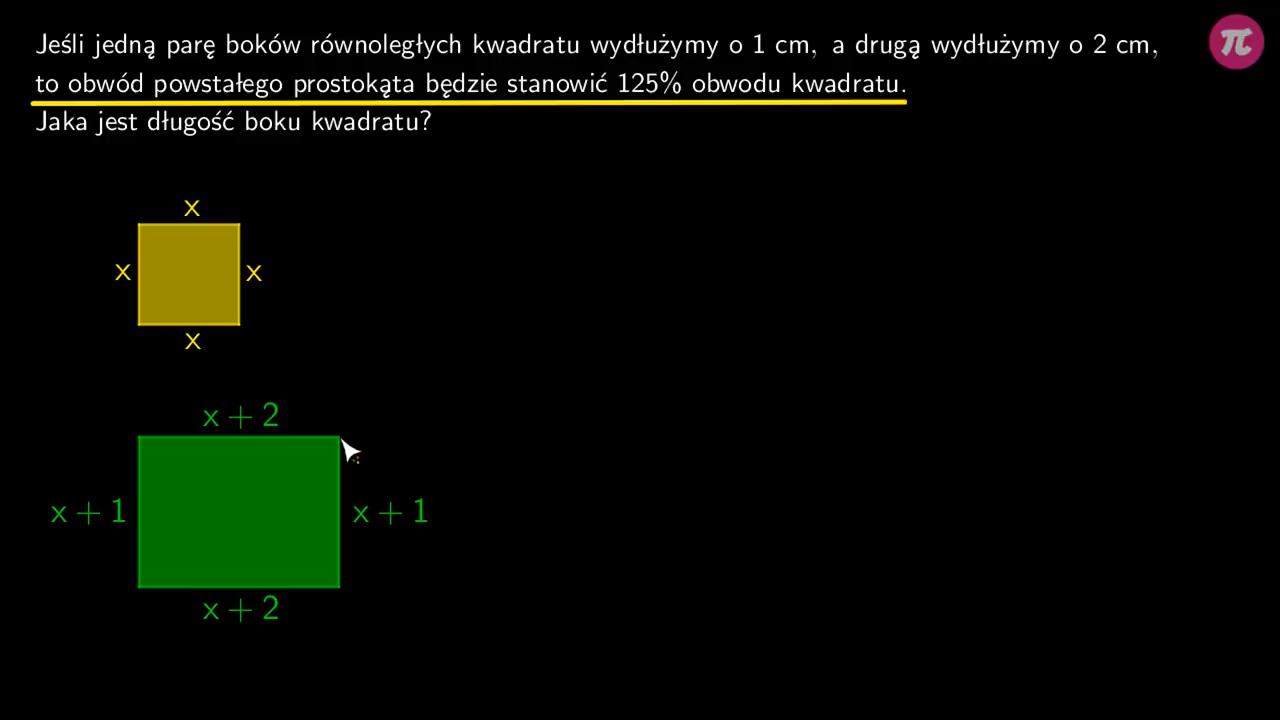 Jeśli jedną parę boków równoległych kwadratu wydłużymy o 1 cm, a drugą wydłużymy o 2 cm,
to obwód powstałego prostokąta będzie stanowić 125% obwodu kwadratu.
Jaka jest długość boku kwadratu?
π
x
x x
x
x + 2
x + 1 x + 1
x + 2